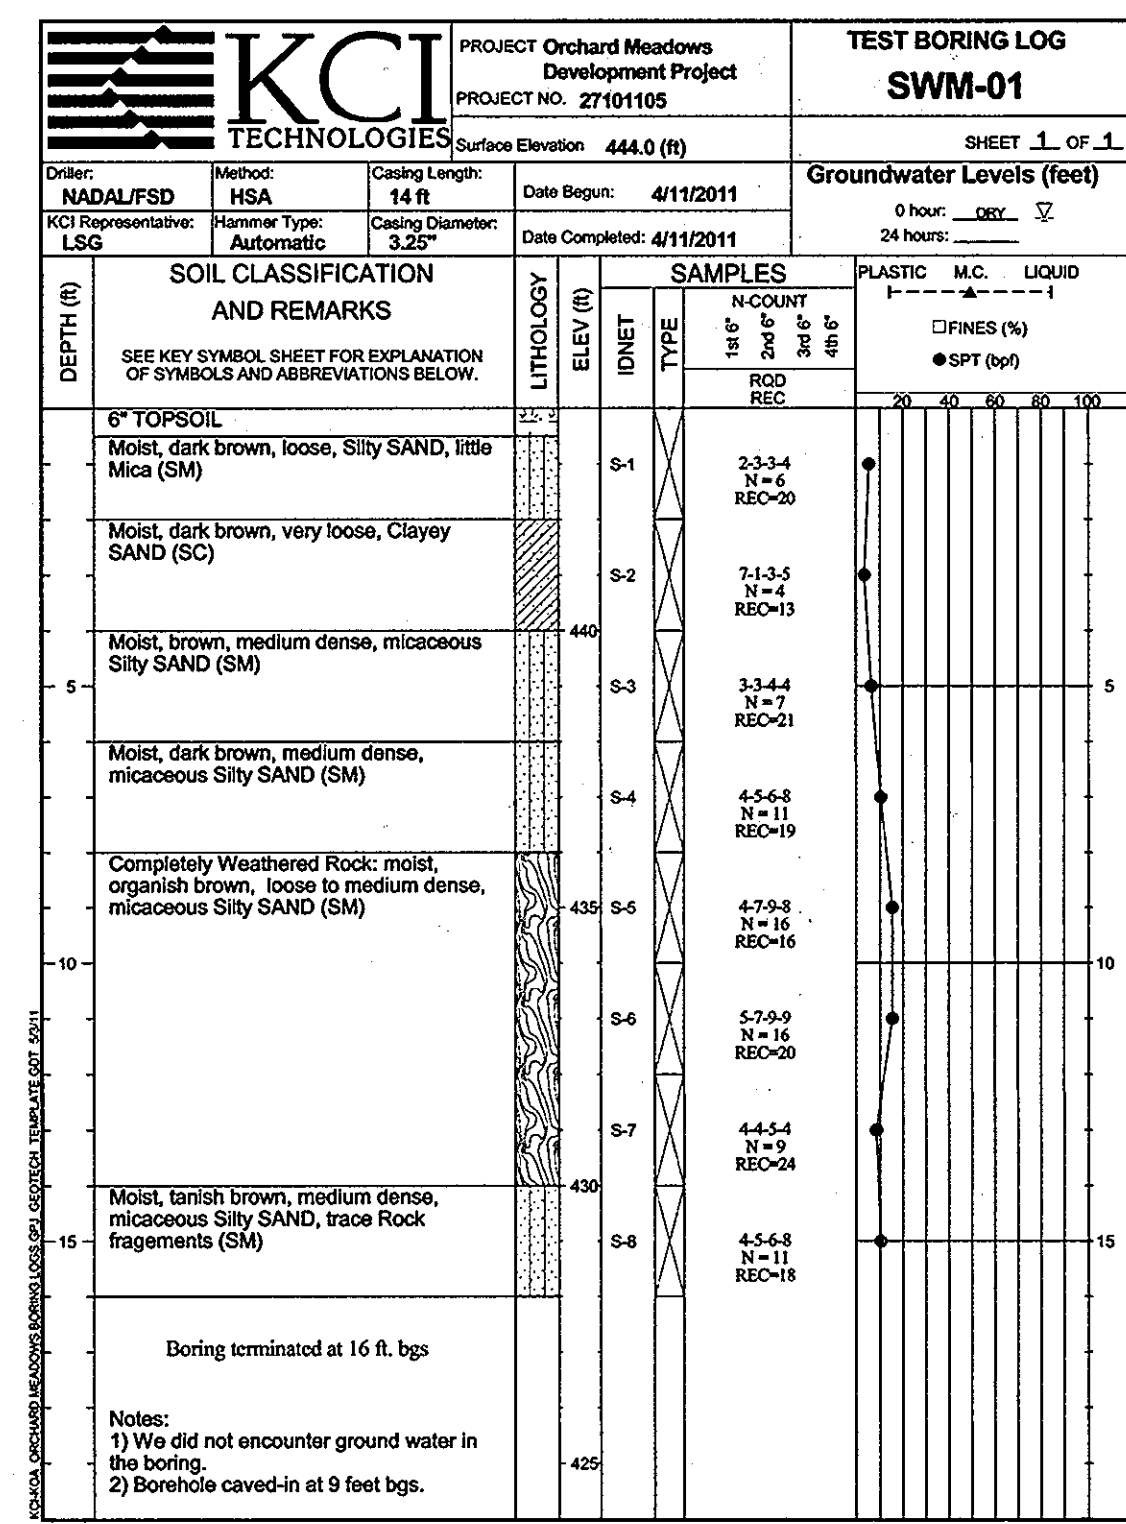 KCI
TECHNOLOGIES
PROJECT Orchard Meadows
Development Project
PROJECT NO. 27101105
Surface Elevation 444.0 (ft)
TEST BORING LOG
SWM-01
SHEET 1 OF 1
Driller:
NADAL/FSD
Method:
HSA
Casing Length:
14 ft
Date Begun: 4/11/2011
KCI Representative:
LSG
Hammer Type:
Automatic
Casing Diameter:
3.25"
Date Completed: 4/11/2011
Groundwater Levels (feet)
0 hour: DRY
24 hours:
DEPTH (ft)
SOIL CLASSIFICATION
AND REMARKS
SEE KEY SYMBOL SHEET FOR EXPLANATION
OF SYMBOLS AND ABBREVIATIONS BELOW.
LITHOLOGY
ELEV (ft)
SAMPLES
IDNET
TYPE
N-COUNT
1st 6"
2nd 6"
3rd 6"
4th 6"
RQD
REC
PLASTIC M.C. LIQUID
FINES (%)
SPT (bpf)
20 40 60 80 100
6" TOPSOIL
Moist, dark brown, loose, Silty SAND, little
Mica (SM)
S-1
2-3-3-4
N = 6
REC=20
Moist, dark brown, very loose, Clayey
SAND (SC)
S-2
7-1-3-5
N = 4
REC=13
440
Moist, brown, medium dense, micaceous
Silty SAND (SM)
5
S-3
3-3-4-4
N = 7
REC=21
5
Moist, dark brown, medium dense,
micaceous Silty SAND (SM)
S-4
4-5-6-8
N = 11
REC=19
Completely Weathered Rock: moist,
organish brown, loose to medium dense,
micaceous Silty SAND (SM)
435
S-5
4-7-9-8
N = 16
REC=16
10
10
S-6
5-7-9-9
N = 16
REC=20
S-7
4-4-5-4
N = 9
REC=24
430
Moist, tanish brown, medium dense,
micaceous Silty SAND, trace Rock
fragements (SM)
15
S-8
4-5-6-8
N = 11
REC=18
15
Boring terminated at 16 ft. bgs
Notes:
1) We did not encounter ground water in
the boring.
2) Borehole caved-in at 9 feet bgs.
425
KCI-KOA ORCHARD MEADOWS BORING LOGS.GPJ GEOTECH TEMPLATE.GDT 5/3/11